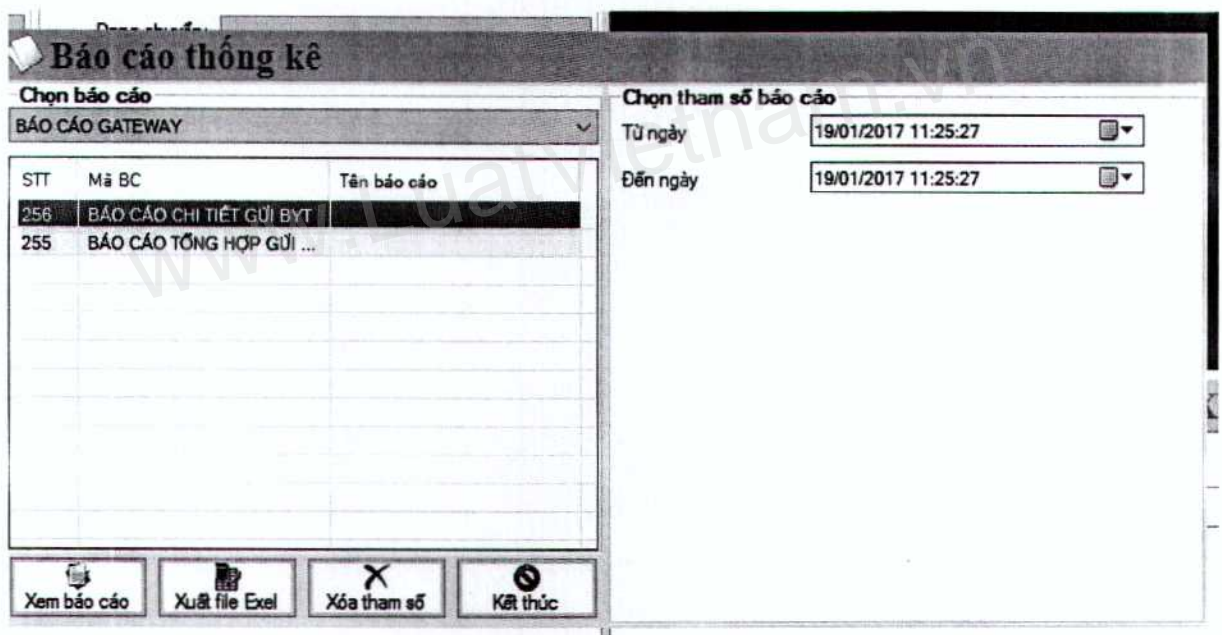 Báo cáo thống kê
Chọn báo cáo
BÁO CÁO GATEWAY
STT Mã BC Tên báo cáo
256 BÁO CÁO CHI TIẾT GỬI BYT
255 BÁO CÁO TỔNG HỢP GỬI ...
Xem báo cáo Xuất file Exel Xóa tham số Kết thúc
Chọn tham số báo cáo
Từ ngày 19/01/2017 11:25:27
Đến ngày 19/01/2017 11:25:27
www.Luatvietnam.vn